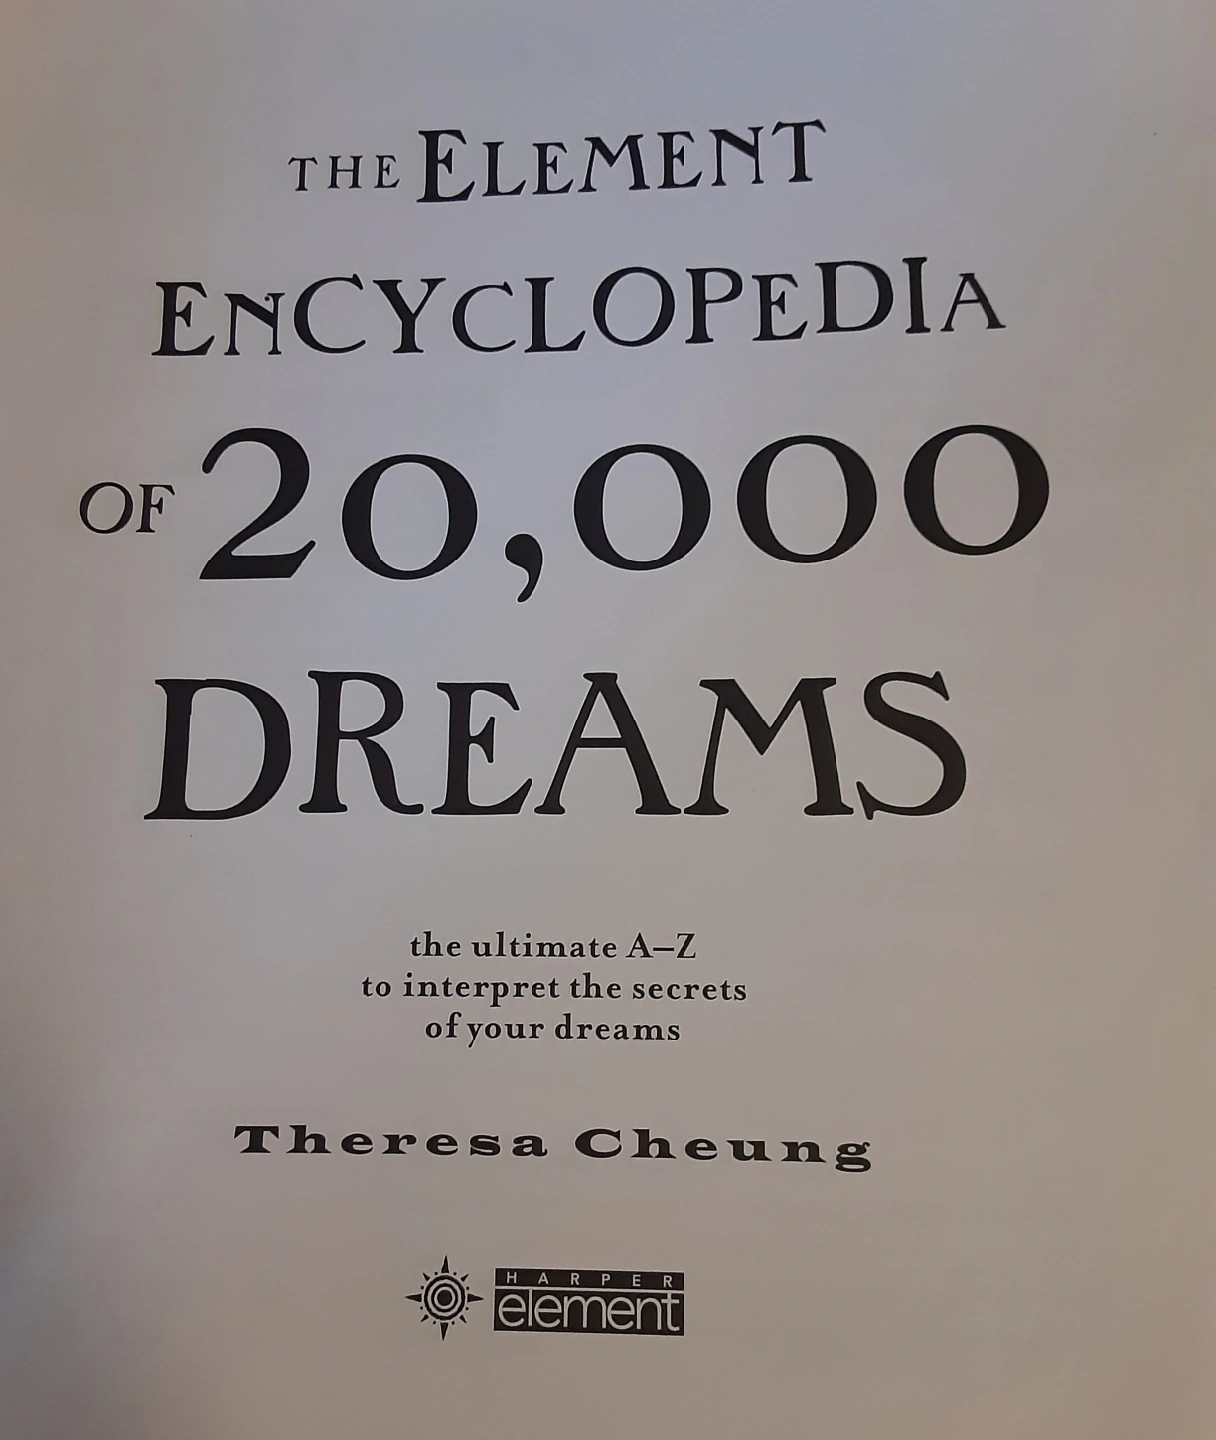 THE ELEMENT
ENCYCLOPEDIA
OF 20,000
DREAMS
the ultimate A–Z
to interpret the secrets
of your dreams
Theresa Cheung
HARPER
element